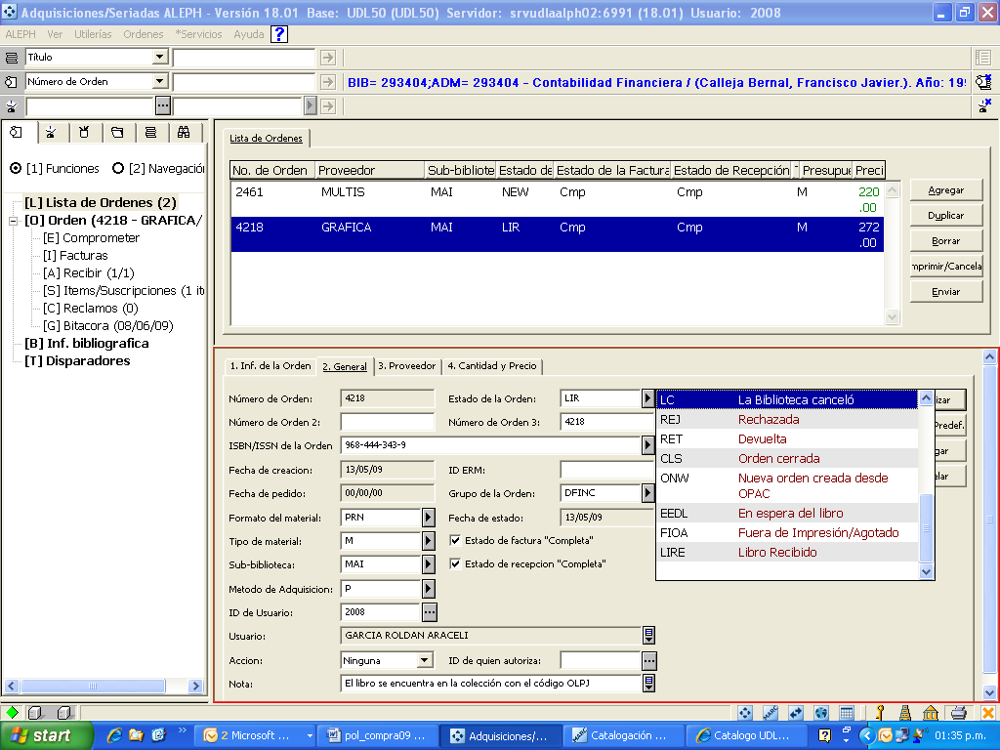 Adquisiciones/Seriadas ALEPH - Versión 18.01 Base: UDL50 (UDL50) Servidor: srvudlaalph02:6991 (18.01) Usuario: 2008
ALEPH Ver Utilerías Ordenes *Servicios Ayuda ?
Título
Número de Orden
BIB= 293404;ADM= 293404 - Contabilidad Financiera / (Calleja Bernal, Francisco Javier.). Año: 19
[1] Funciones [2] Navegació
[L] Lista de Ordenes (2)
[O] Orden (4218 - GRAFICA/
[E] Comprometer
[I] Facturas
[A] Recibir (1/1)
[S] Items/Suscripciones (1 it
[C] Reclamos (0)
[G] Bitacora (08/06/09)
[B] Inf. bibliografica
[T] Disparadores
Lista de Ordenes
No. de Orden Proveedor Sub-bibliote Estado de Estado de la Factura Estado de Recepción Presupue Preci
2461 MULTIS MAI NEW Cmp Cmp M 220.00
4218 GRAFICA MAI LIR Cmp Cmp M 272.00
Agregar
Duplicar
Borrar
mprimir/Cancela
Enviar
1. Inf. de la Orden 2. General 3. Proveedor 4. Cantidad y Precio
Número de Orden: 4218 Estado de la Orden: LIR
Número de Orden 2: Número de Orden 3: 4218
ISBN/ISSN de la Orden 968-444-343-9
Fecha de creacion: 13/05/09 ID ERM:
Fecha de pedido: 00/00/00 Grupo de la Orden: DFINC
Formato del material: PRN Fecha de estado: 13/05/09
Tipo de material: M Estado de factura "Completa"
Sub-biblioteca: MAI Estado de recepcion "Completa"
Metodo de Adquisicion: P
ID de Usuario: 2008
Usuario: GARCIA ROLDAN ARACELI
Accion: Ninguna ID de quien autoriza:
Nota: El libro se encuentra en la colección con el código OLPJ
LC La Biblioteca canceló
REJ Rechazada
RET Devuelta
CLS Orden cerrada
ONW Nueva orden creada desde
OPAC
EEDL En espera del libro
FIOA Fuera de Impresión/Agotado
LIRE Libro Recibido
izar
Predef.
gar
elar
start 2 Microsoft ... pol_compra09 ... Adquisiciones/... Catalogación ... Catalogo UDL... ? 01:35 p.m.